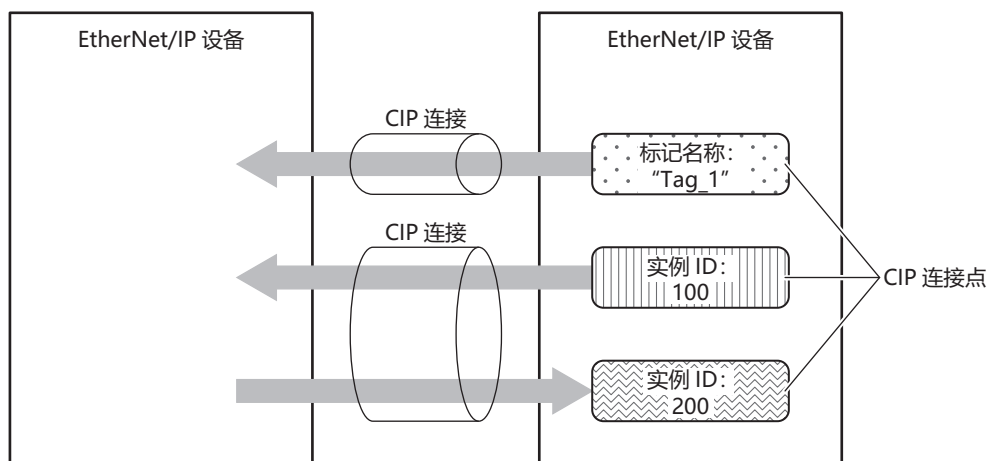 EtherNet/IP 设备
EtherNet/IP 设备
CIP 连接
标记名称:
“Tag_1”
CIP 连接
实例 ID:
100
CIP 连接点
实例 ID:
200